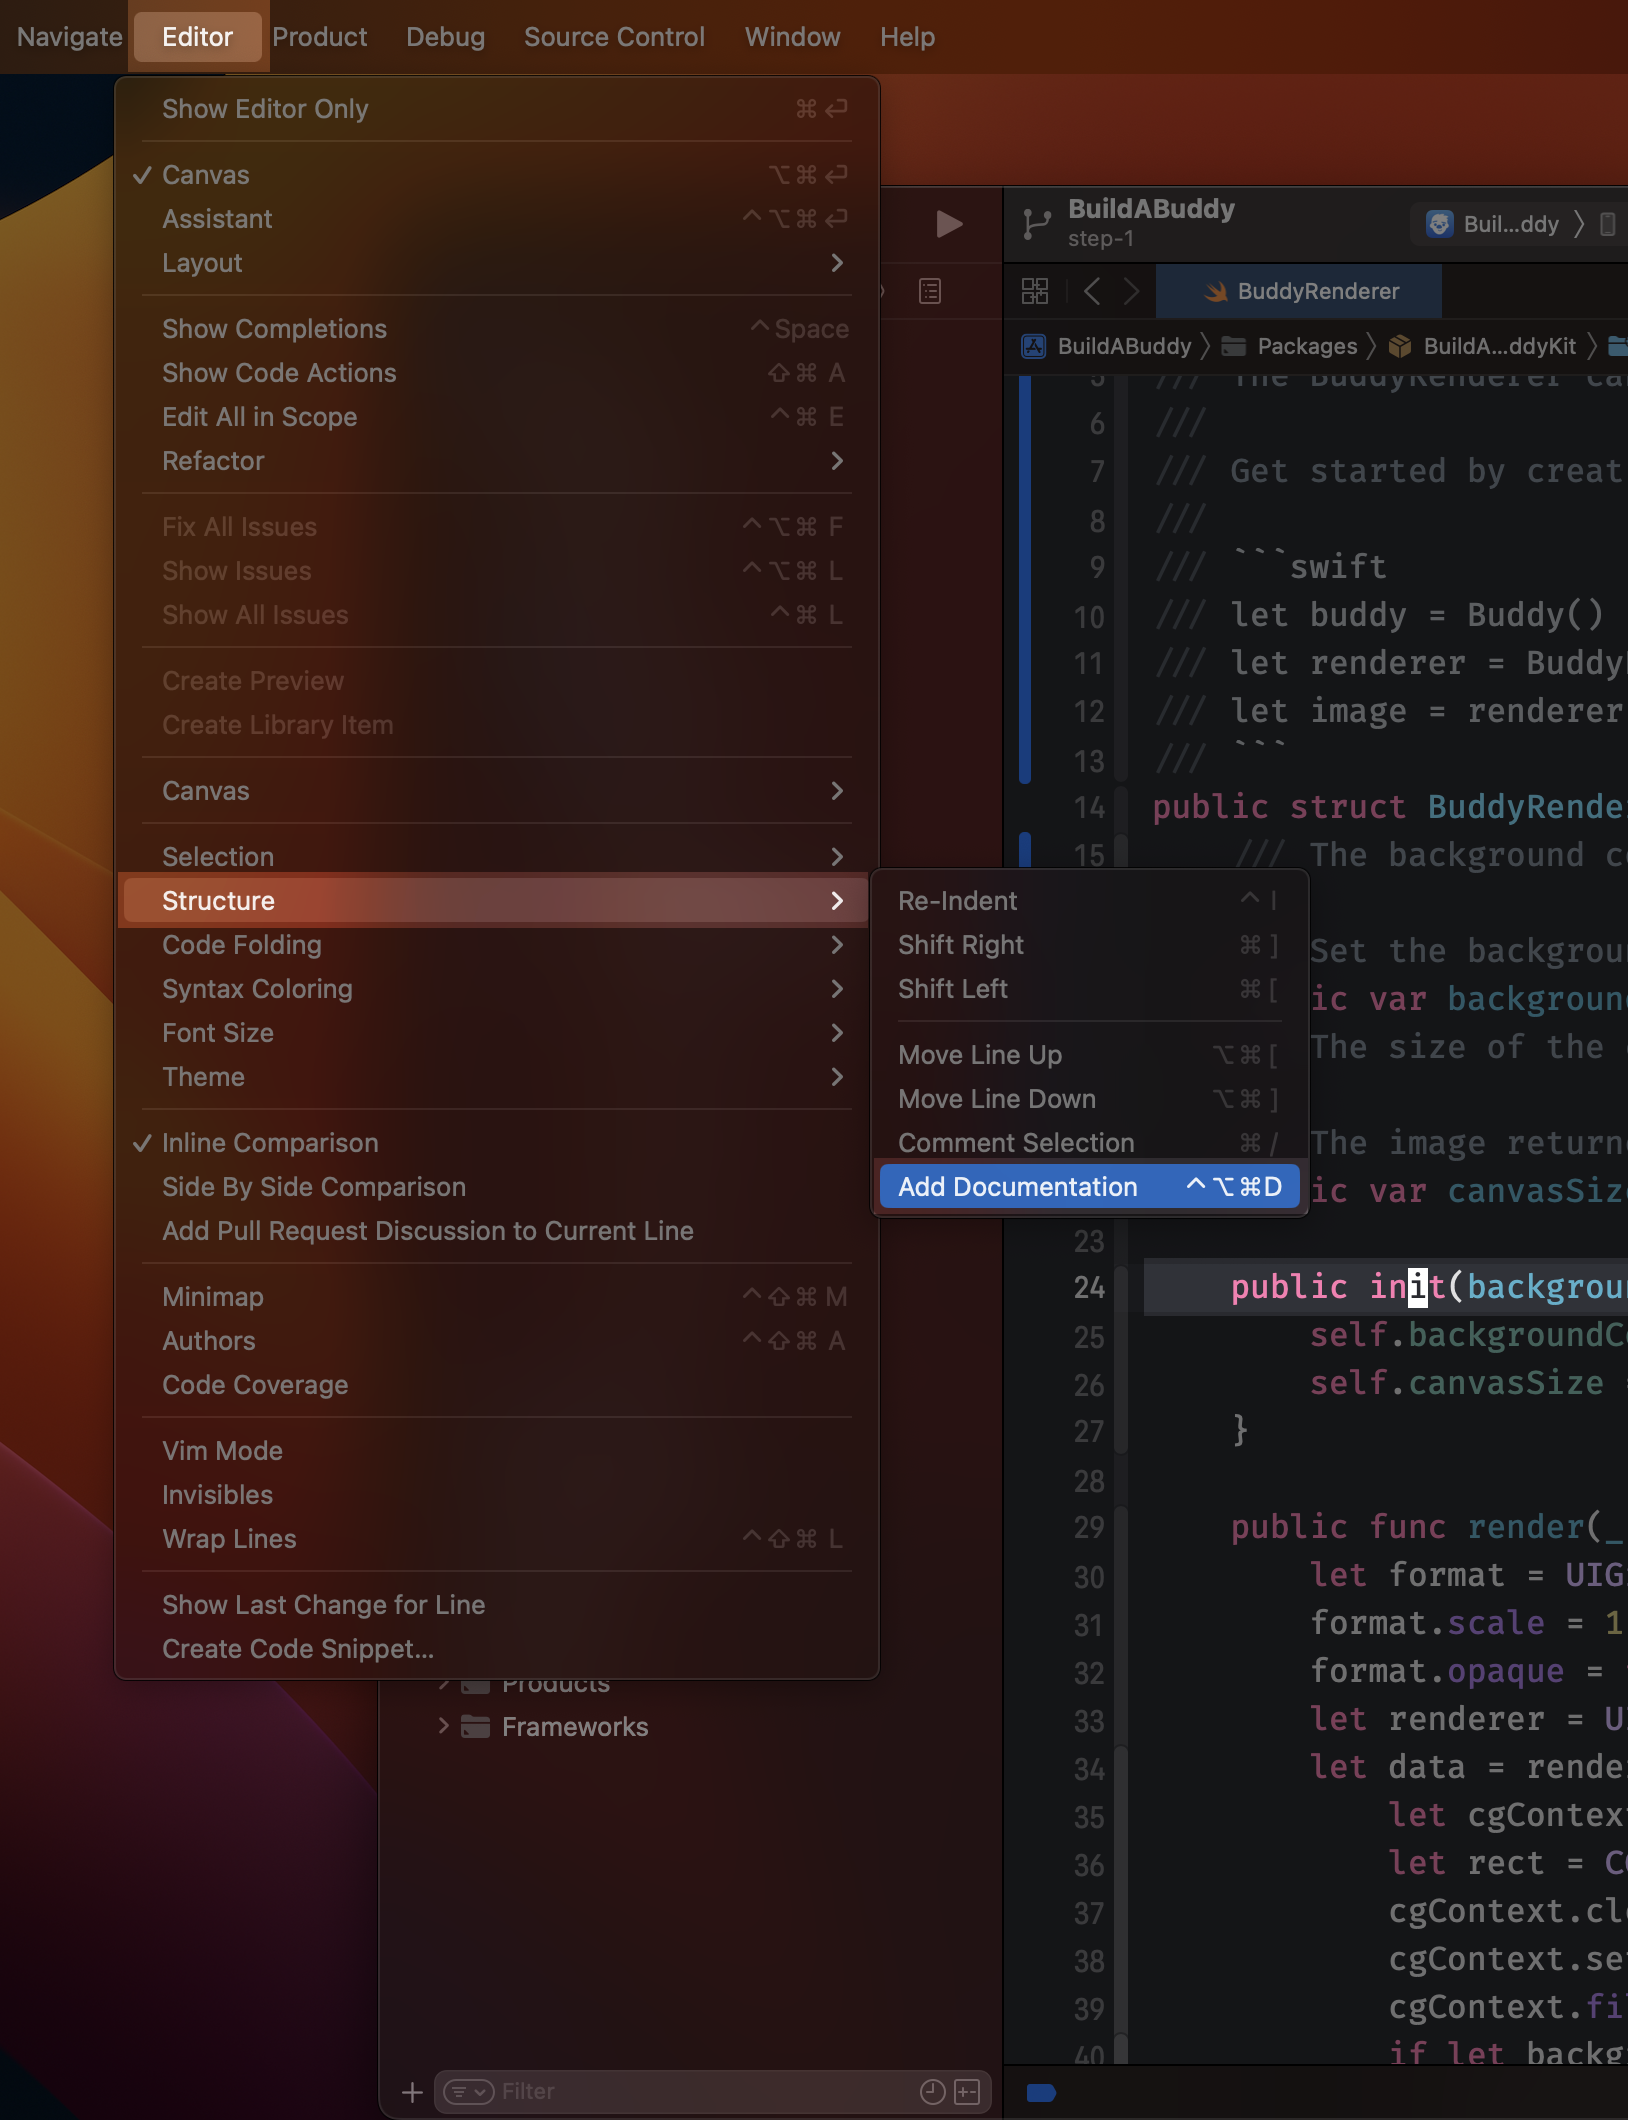 Navigate Editor Product Debug Source Control Window Help
Show Editor Only ⌘↩
✓ Canvas ⌥⌘↩
Assistant ^⌥⌘↩
Layout
Show Completions ^Space
Show Code Actions ⇧⌘A
Edit All in Scope ^⌘E
Refactor
Fix All Issues ^⌥⌘F
Show Issues ^⌥⌘L
Show All Issues ^⌘L
Create Preview
Create Library Item
Canvas
Selection
Structure
Code Folding
Syntax Coloring
Font Size
Theme
✓ Inline Comparison
Side By Side Comparison
Add Pull Request Discussion to Current Line
Minimap ^⇧⌘M
Authors ^⇧⌘A
Code Coverage
Vim Mode
Invisibles
Wrap Lines ^⇧⌘L
Show Last Change for Line
Create Code Snippet...
Re-Indent ^I
Shift Right ⌘]
Shift Left ⌘[
Move Line Up ⌥⌘[
Move Line Down ⌥⌘]
Comment Selection ⌘/
Add Documentation ^⌥⌘D
Products
Frameworks
Filter
BuildABuddy
step-1
Buil...ddy
BuddyRenderer
BuildABuddy Packages BuildA...ddyKit
5 /// The BuddyRenderer
6 ///
7 /// Get started by creat
8 ///
9 /// ```swift
10 /// let buddy = Buddy()
11 /// let renderer = Buddy
12 /// let image = renderer
13 /// ```
14 public struct BuddyRende
15 /// The background c
Set the backgrou
ic var background
The size of the
The image return
ic var canvasSiz
23
24 public init(backgrou
25 self.backgroundC
26 self.canvasSize
27 }
28
29 public func render(_
30 let format = UIG
31 format.scale = 1
32 format.opaque =
33 let renderer = U
34 let data = rende
35 let cgContex
36 let rect = C
37 cgContext.cl
38 cgContext.se
39 cgContext.fi
40 if let backg